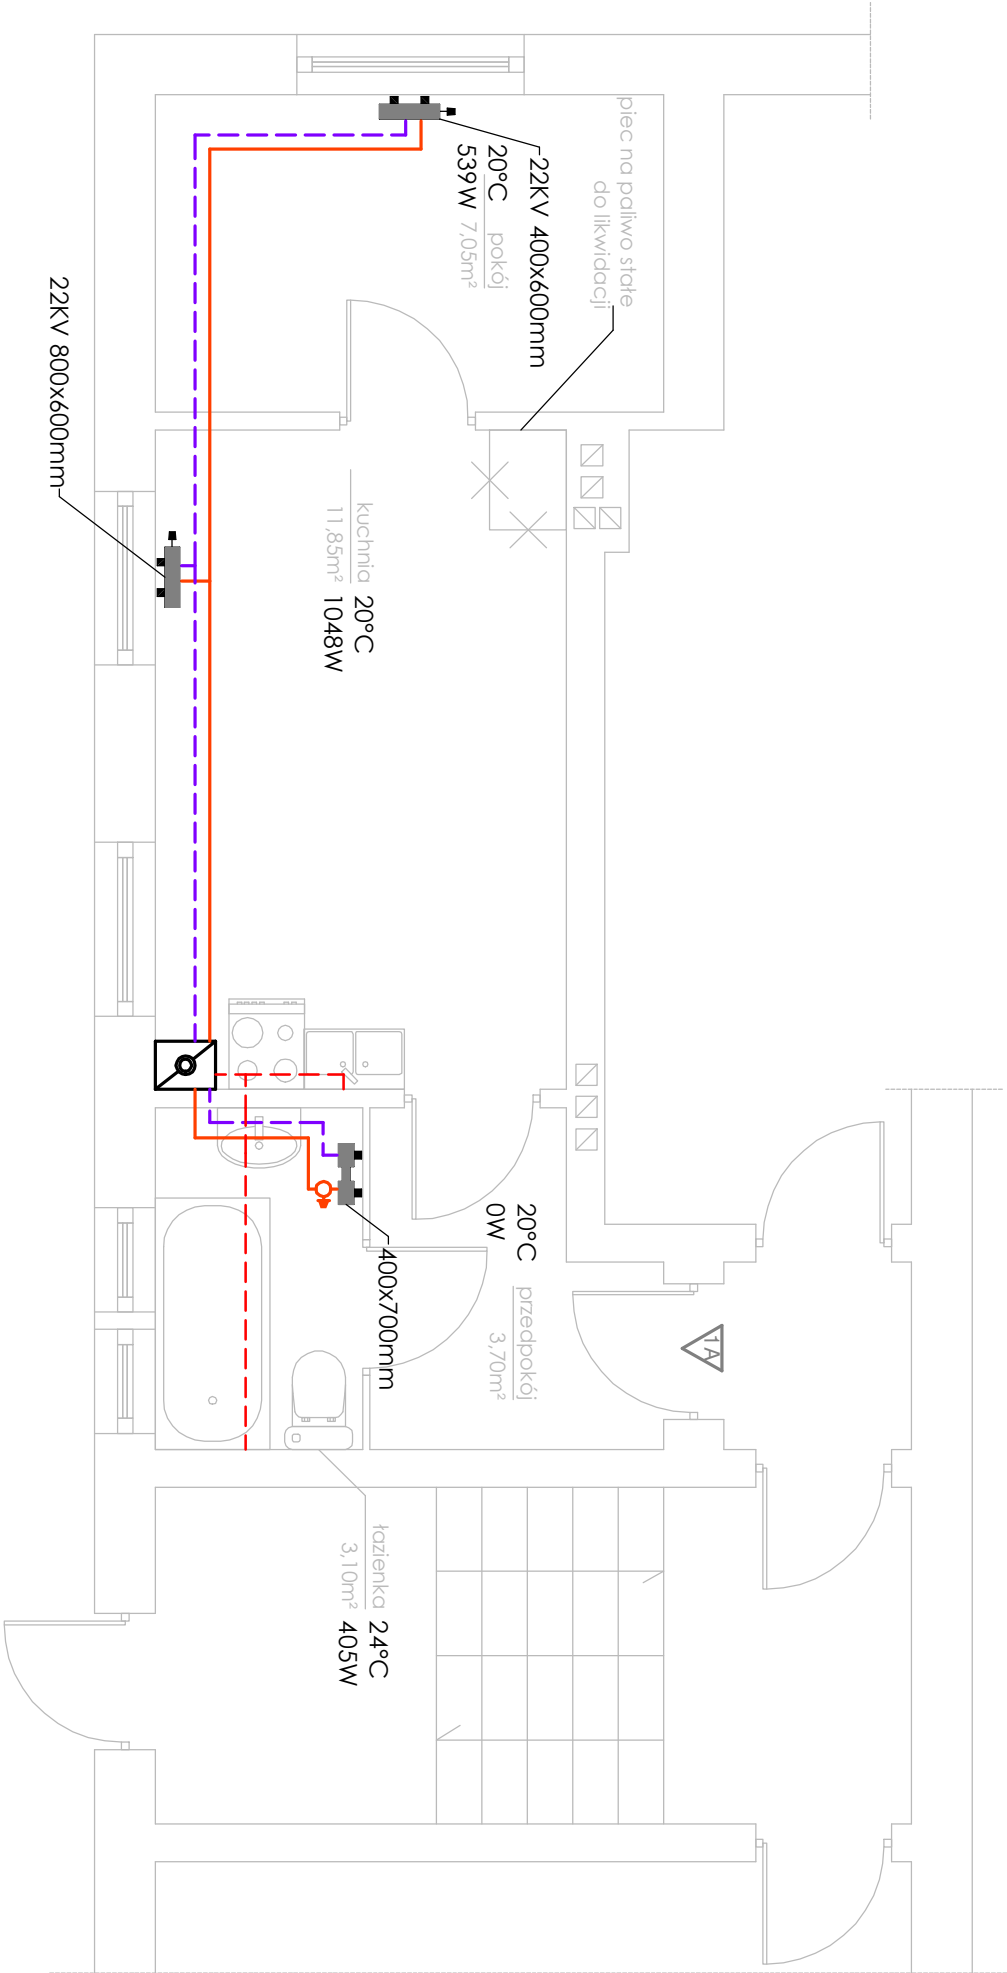 piec na paliwo stałe
do likwidacji
22KV 400x600mm
20°C pokój
539W 7,05m²
22KV 800x600mm
kuchnia 20°C
11,85m² 1048W
20°C przedpokój
0W 3,70m²
1A
400x700mm
łazienka 24°C
3,10m² 405W